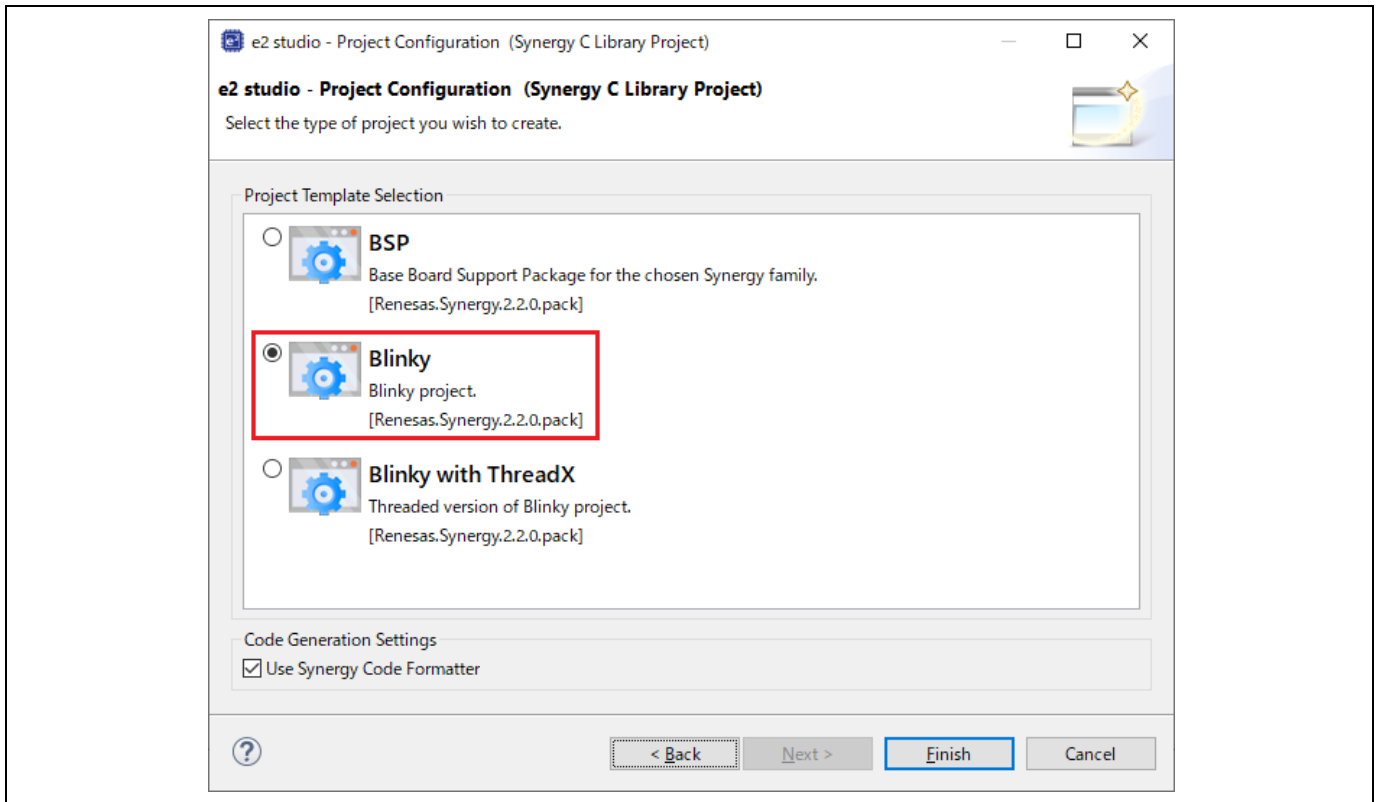 e2 studio - Project Configuration (Synergy C Library Project)
e2 studio - Project Configuration (Synergy C Library Project)
Select the type of project you wish to create.
Project Template Selection
BSP
Base Board Support Package for the chosen Synergy family.
[Renesas.Synergy.2.2.0.pack]
Blinky
Blinky project.
[Renesas.Synergy.2.2.0.pack]
Blinky with ThreadX
Threaded version of Blinky project.
[Renesas.Synergy.2.2.0.pack]
Code Generation Settings
Use Synergy Code Formatter
? < Back Next > Finish Cancel